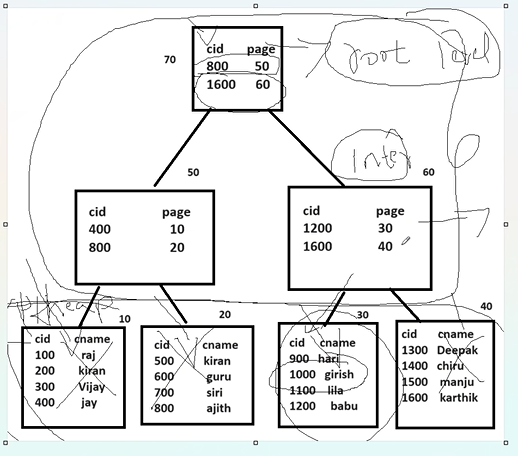 cid page
70
800 50
1600 60
root level
Inte
50
60
cid page
400 10
800 20
cid page
1200 30
1600 40
10
20
30
40
cid cname
100 raj
200 kiran
300 Vijay
400 jay
cid cname
500 kiran
600 guru
700 siri
800 ajith
cid cname
900 hari
1000 girish
1100 lila
1200 babu
cid cname
1300 Deepak
1400 chiru
1500 manju
1600 karthik